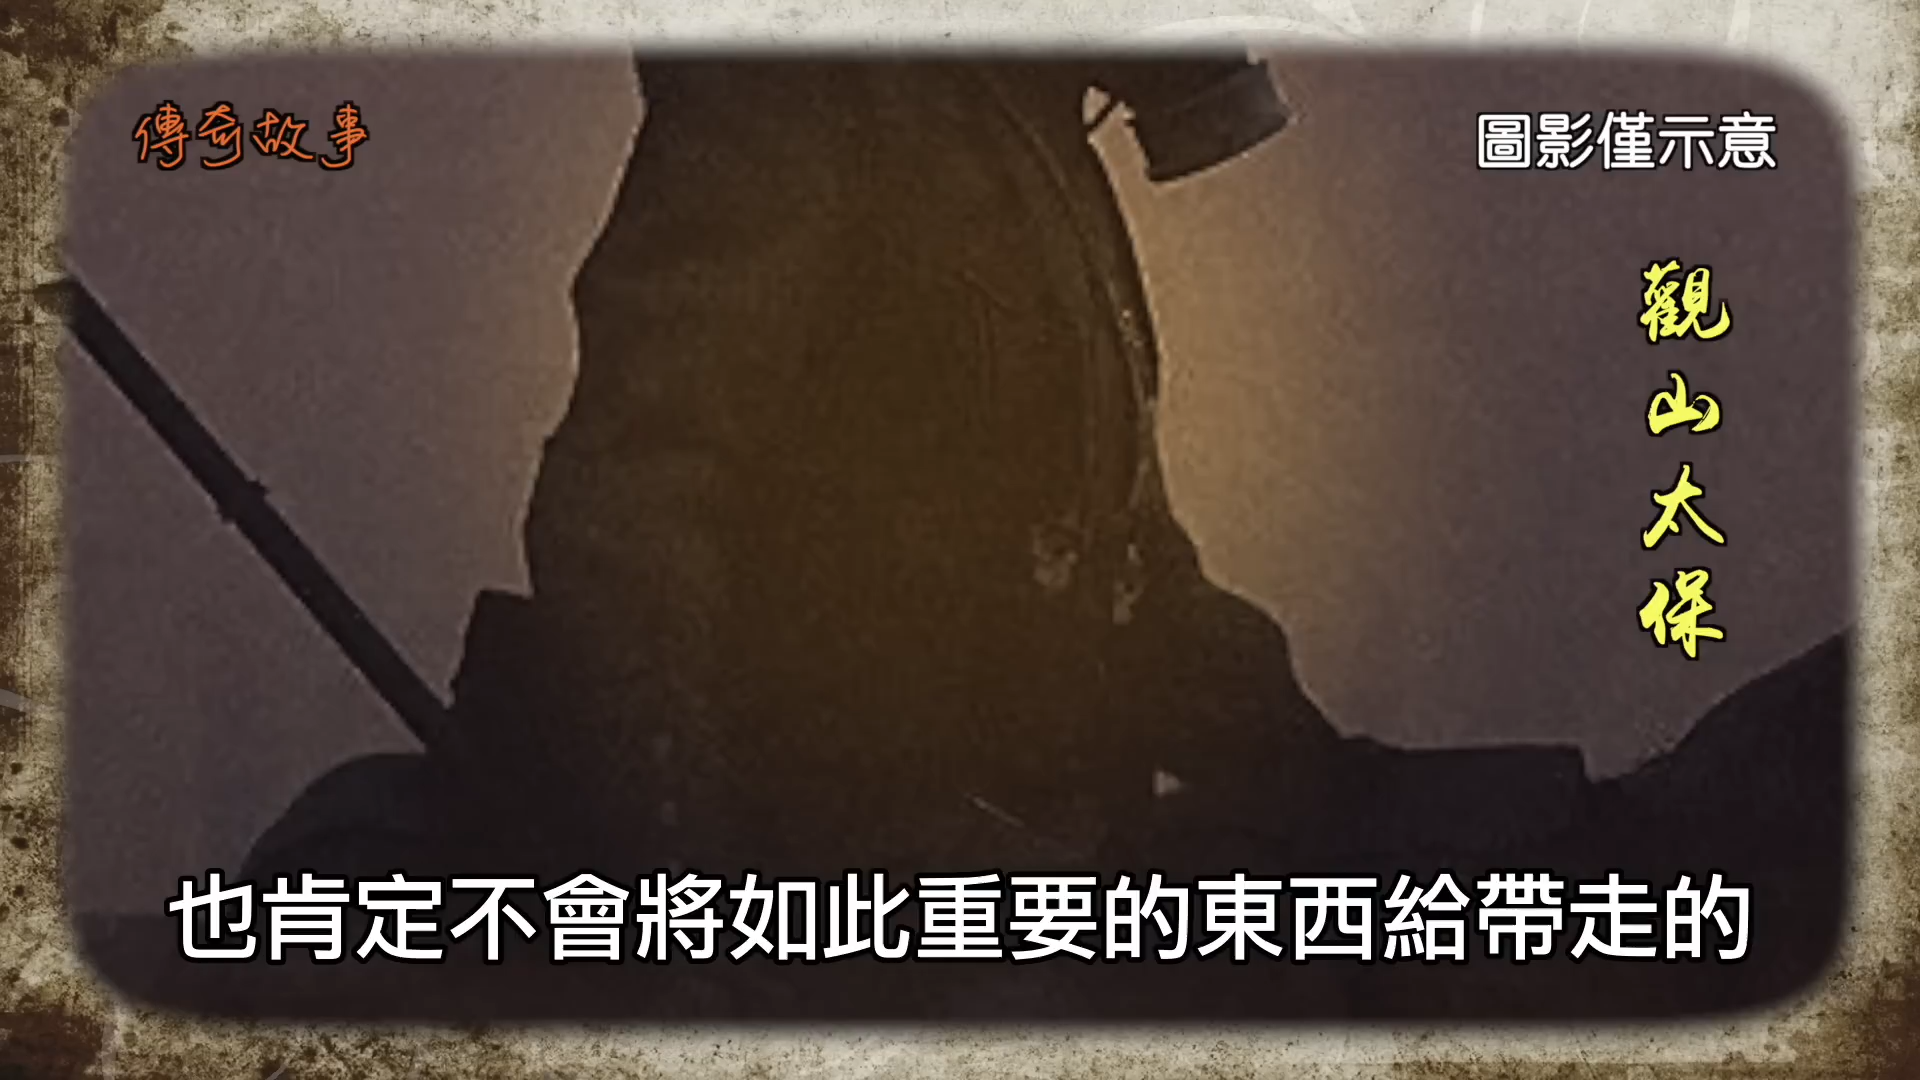 傳奇故事
圖影僅示意
觀山太保
也肯定不會將如此重要的東西給帶走的